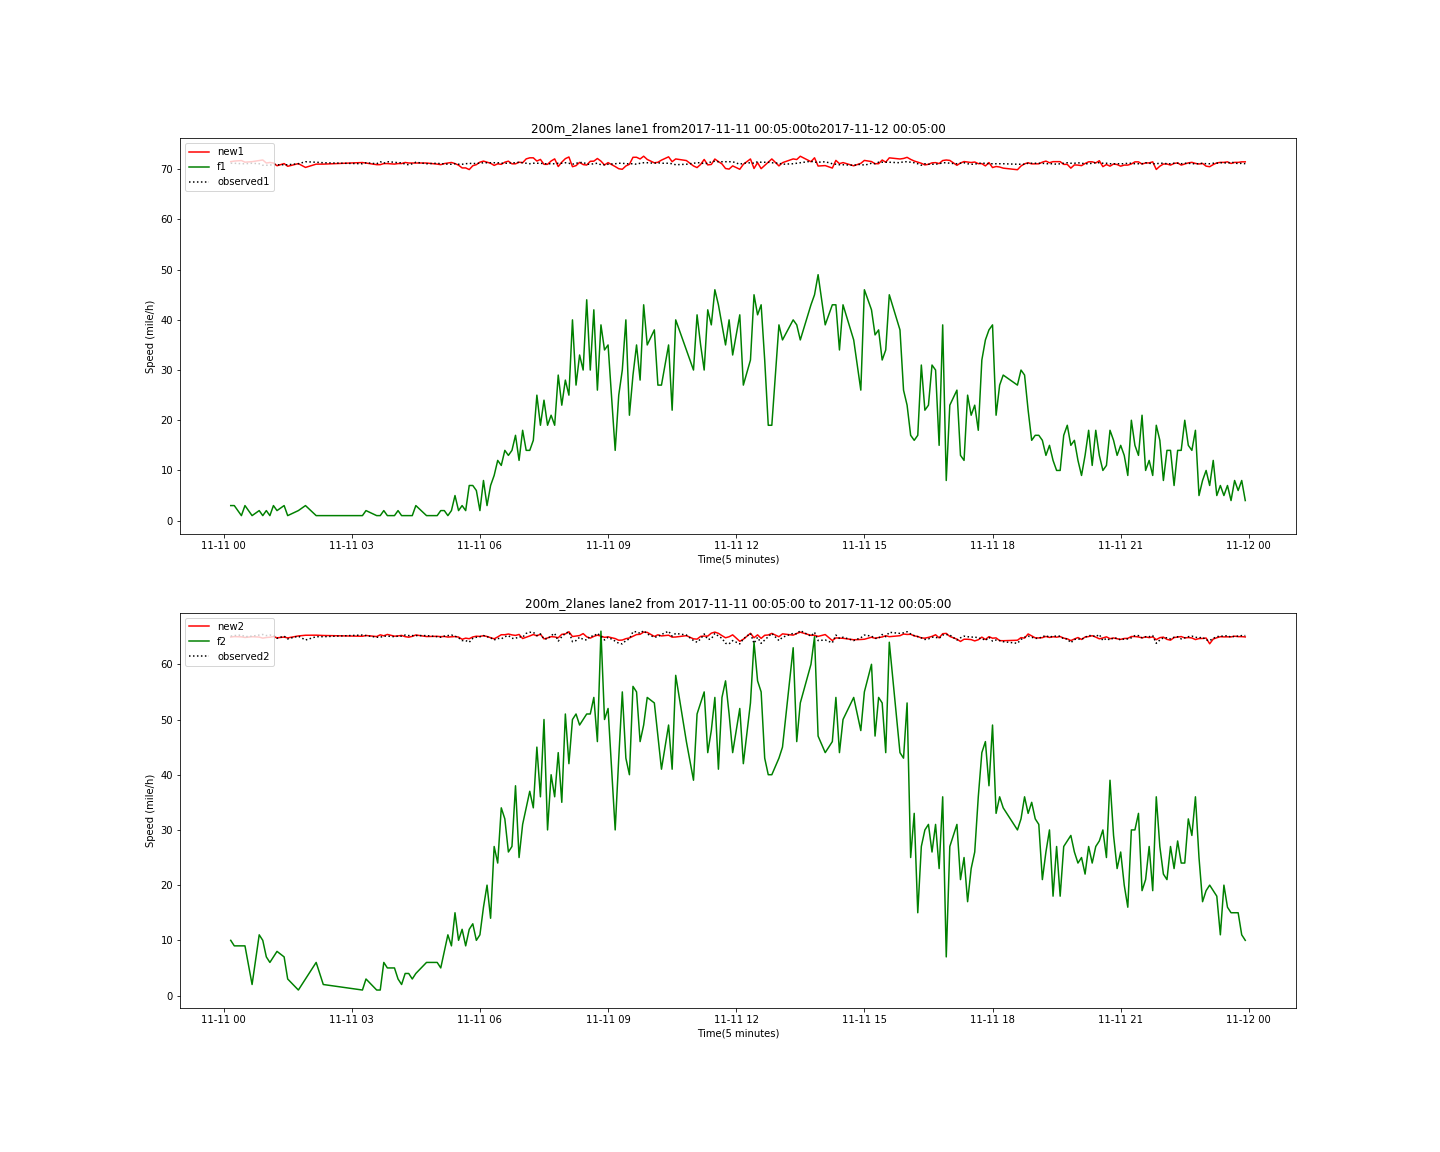 200m_2lanes lane1 from2017-11-11 00:05:00to2017-11-12 00:05:00
new1
f1
observed1
70
60
50
40
30
20
10
0
Speed (mile/h)
11-11 00 11-11 03 11-11 06 11-11 09 11-11 12 11-11 15 11-11 18 11-11 21 11-12 00
Time(5 minutes)
200m_2lanes lane2 from 2017-11-11 00:05:00 to 2017-11-12 00:05:00
new2
f2
observed2
60
50
40
30
20
10
0
Speed (mile/h)
11-11 00 11-11 03 11-11 06 11-11 09 11-11 12 11-11 15 11-11 18 11-11 21 11-12 00
Time(5 minutes)